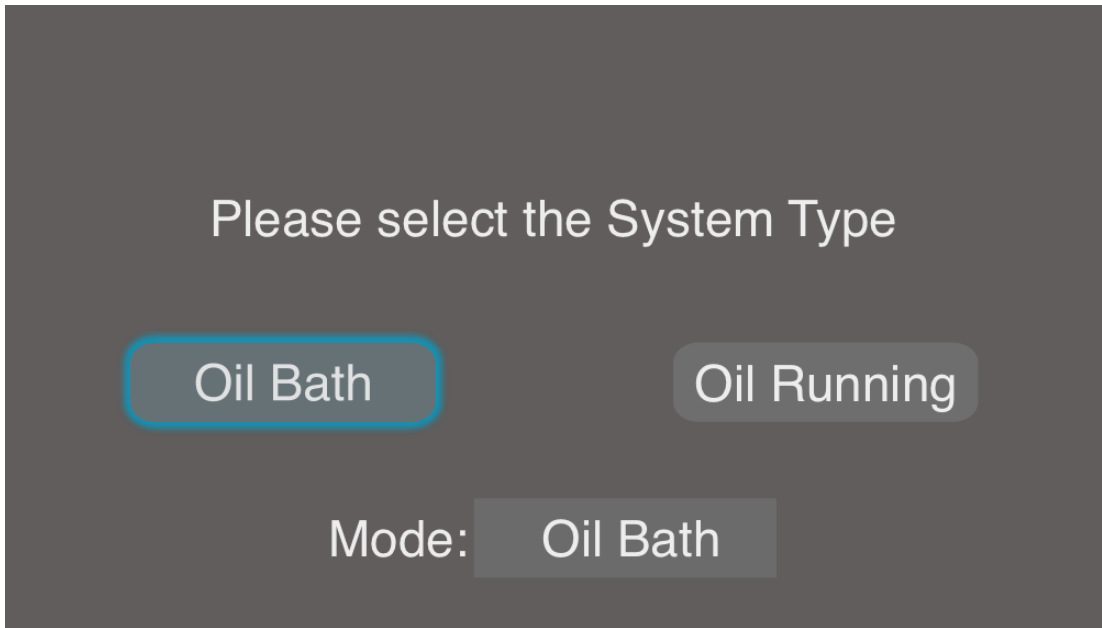 Please select the System Type
Oil Bath
Oil Running
Mode: Oil Bath